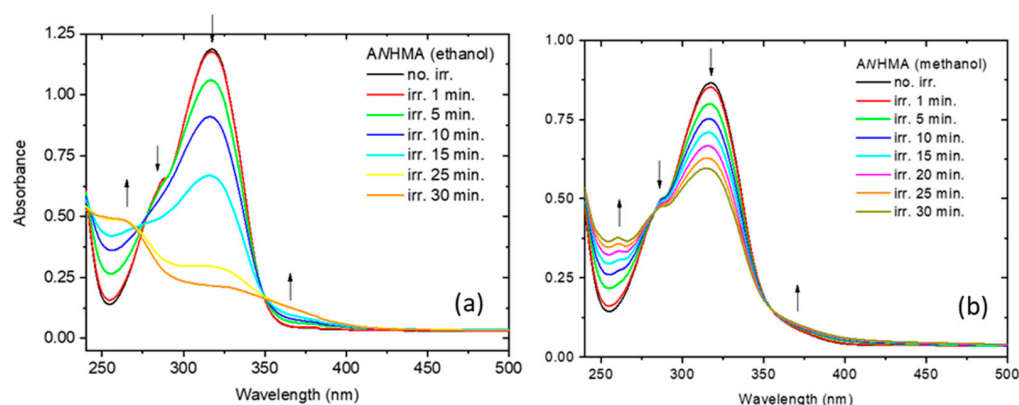 1.25
1.00
0.75
0.50
0.25
0.00
Absorbance
ANHMA (ethanol)
no. irr.
irr. 1 min.
irr. 5 min.
irr. 10 min.
irr. 15 min.
irr. 25 min.
irr. 30 min.
(a)
250 300 350 400 450 500
Wavelength (nm)
1.00
0.75
0.50
0.25
0.00
ANHMA (methanol)
no. irr.
irr. 1 min.
irr. 5 min.
irr. 10 min.
irr. 15 min.
irr. 20 min.
irr. 25 min.
irr. 30 min.
(b)
250 300 350 400 450 500
Wavelength (nm)